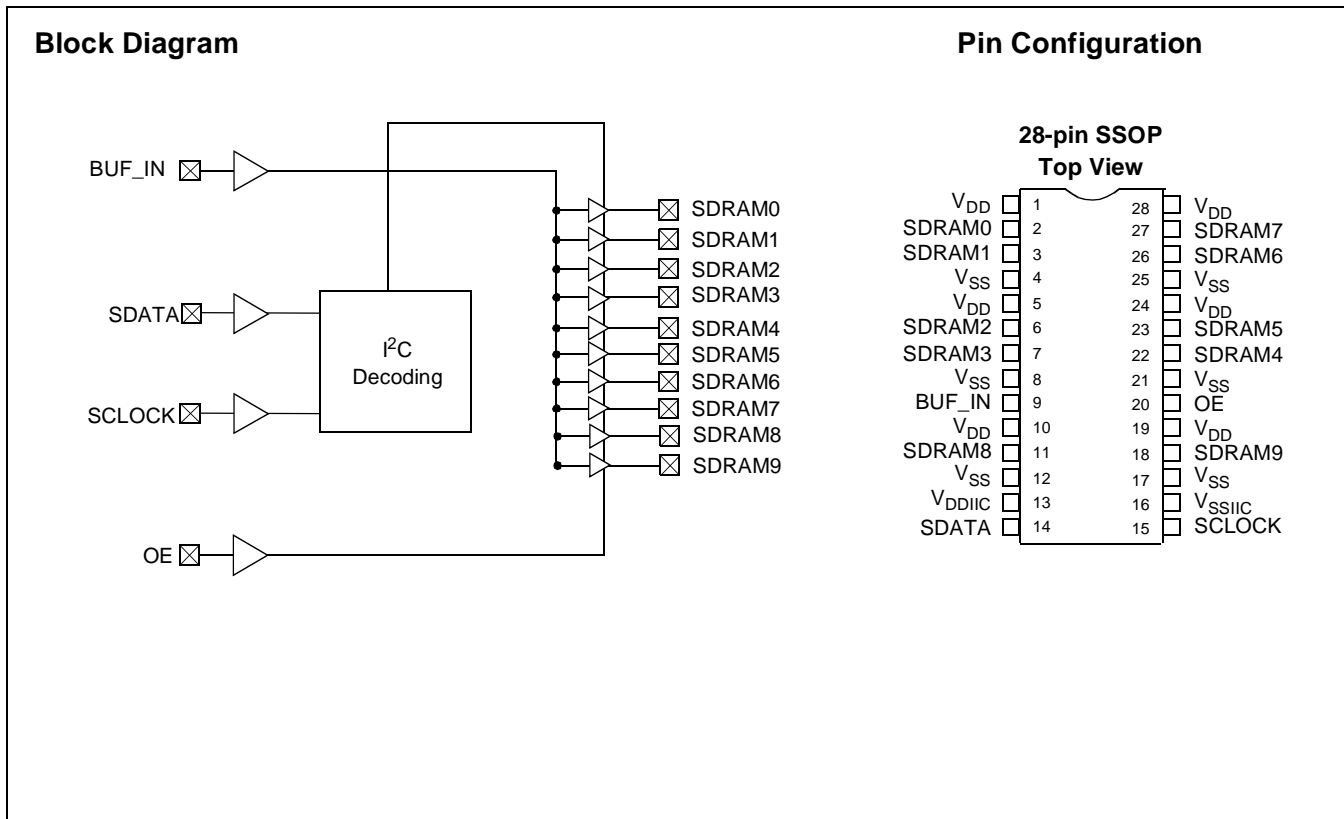 Block Diagram
BUF_IN
SDATA
SCLOCK
OE
I²C
Decoding
SDRAM0
SDRAM1
SDRAM2
SDRAM3
SDRAM4
SDRAM5
SDRAM6
SDRAM7
SDRAM8
SDRAM9
Pin Configuration
28-pin SSOP
Top View
VDD 1 28 VDD
SDRAM0 2 27 SDRAM7
SDRAM1 3 26 SDRAM6
VSS 4 25 VSS
VDD 5 24 VDD
SDRAM2 6 23 SDRAM5
SDRAM3 7 22 SDRAM4
VSS 8 21 VSS
BUF_IN 9 20 OE
VDD 10 19 VDD
SDRAM8 11 18 SDRAM9
VSS 12 17 VSS
VDDIIC 13 16 VSSIIC
SDATA 14 15 SCLOCK